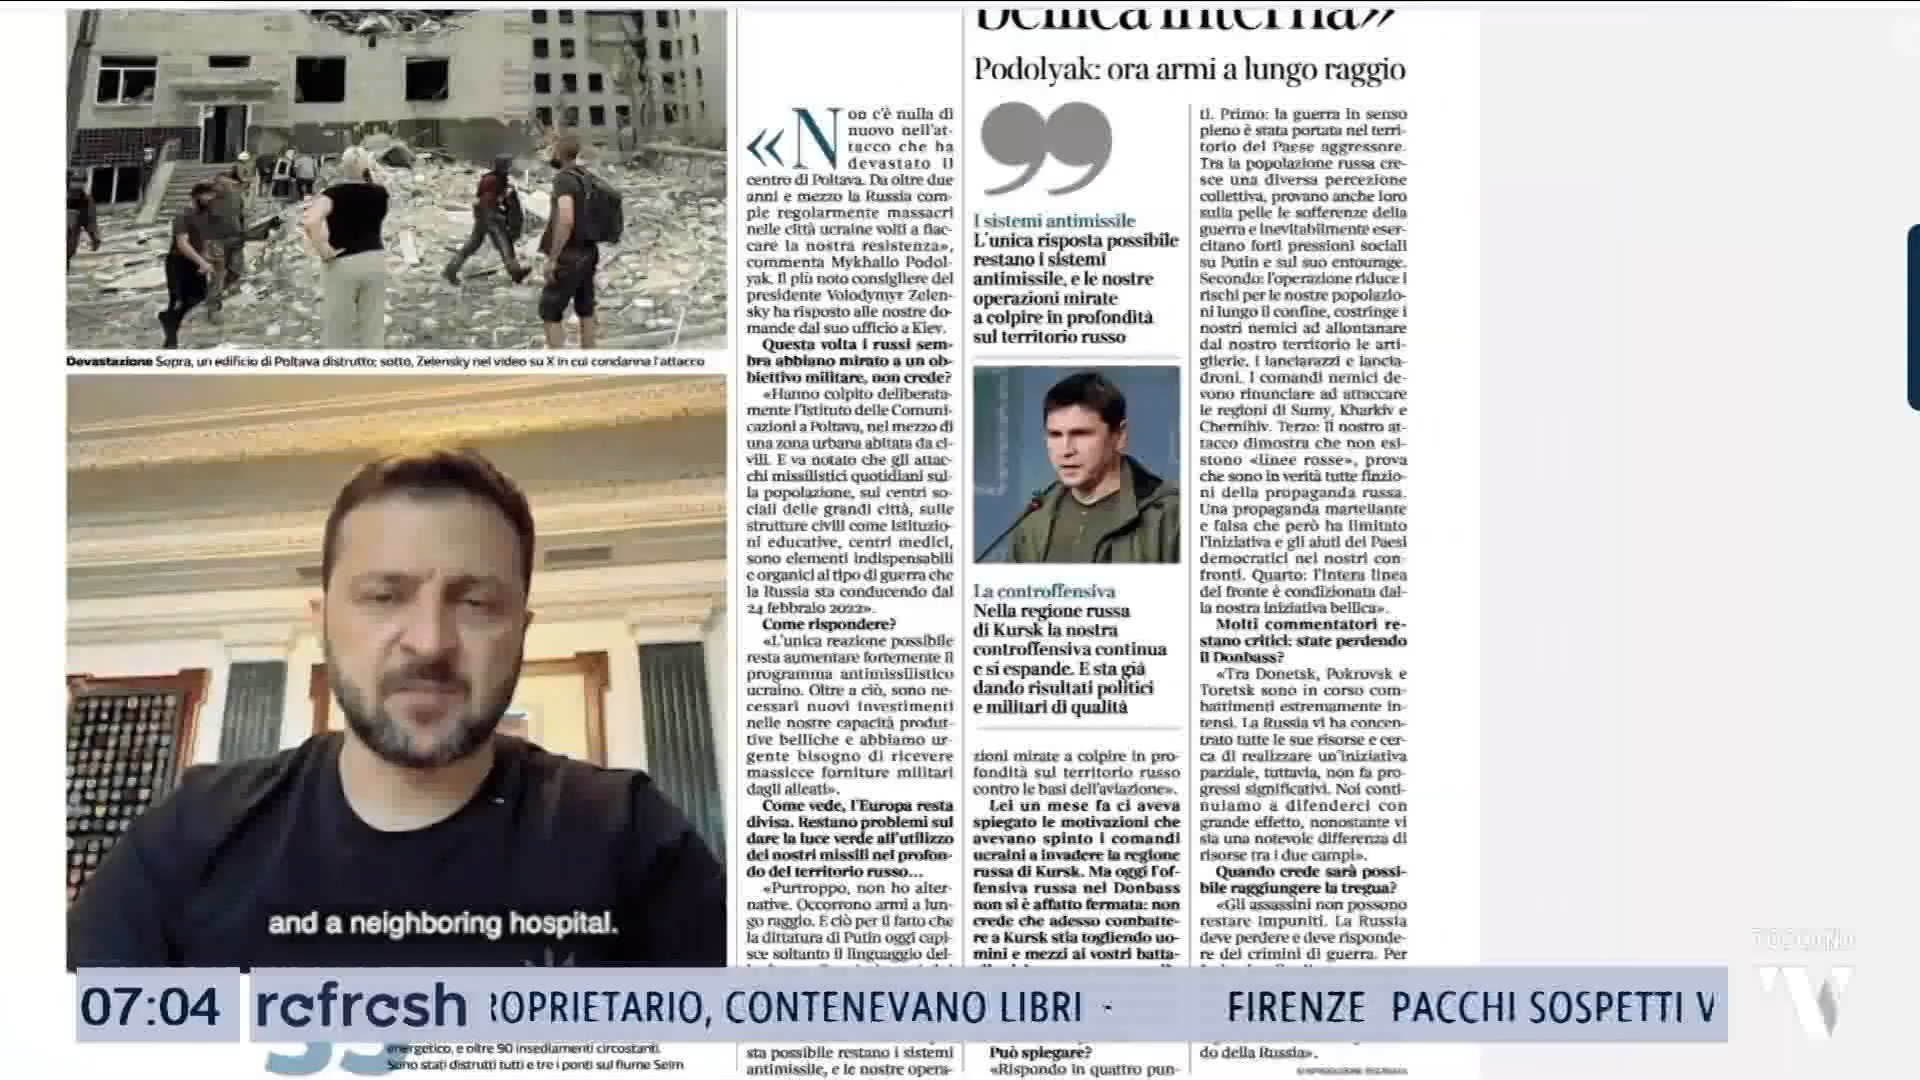 bellica interna»
Podolyak: ora armi a lungo raggio
Devastazione Sopra, un edificio di Poltava distrutto; sotto, Zelensky nel video su X in cui condanna l'attacco
and a neighboring hospital.
energetico, e oltre 90 insediamenti circostanti.
Sono stati distrutti tutti e tre i ponti sul fiume Seim
«Non c'è nulla di
nuovo nell'at-
tacco che ha
devastato il
centro di Poltava. Da oltre due
anni e mezzo la Russia com-
pie regolarmente massacri
nelle città ucraine volti a fiac-
care la nostra resistenza»,
commenta Mykhailo Podol-
yak. Il più noto consigliere del
presidente Volodymyr Zelen-
sky ha risposto alle nostre do-
mande dal suo ufficio a Kiev.
Questa volta i russi sem-
bra abbiano mirato a un ob-
biettivo militare, non crede?
«Hanno colpito deliberata-
mente l'Istituto delle Comuni-
cazioni a Poltava, nel mezzo di
una zona urbana abitata da ci-
vili. E va notato che gli attac-
chi missilistici quotidiani sul-
la popolazione, sui centri so-
ciali delle grandi città, sulle
strutture civili come istituzio-
ni educative, centri medici,
sono elementi indispensabili
e organici al tipo di guerra che
la Russia sta conducendo dal
24 febbraio 2022».
Come rispondere?
«L'unica reazione possibile
resta aumentare fortemente il
programma antimissilistico
ucraino. Oltre a ciò, sono ne-
cessari nuovi investimenti
nelle nostre capacità produt-
tive belliche e abbiamo ur-
gente bisogno di ricevere
massicce forniture militari
dagli alleati».
Come vede, l'Europa resta
divisa. Restano problemi sul
dare la luce verde all'utilizzo
dei nostri missili nel profon-
do del territorio russo...
«Purtroppo, non ho alter-
native. Occorrono armi a lun-
go raggio. E ciò per il fatto che
la dittatura di Putin oggi capi-
sce soltanto il linguaggio del-
sta possibile restano i sistemi
antimissile, e le nostre opera-
I sistemi antimissile
L'unica risposta possibile
restano i sistemi
antimissile, e le nostre
operazioni mirate
a colpire in profondità
sul territorio russo
La controffensiva
Nella regione russa
di Kursk la nostra
controffensiva continua
e si espande. E sta già
dando risultati politici
e militari di qualità
zioni mirate a colpire in pro-
fondità sul territorio russo
contro le basi dell'aviazione».
Lei un mese fa ci aveva
spiegato le motivazioni che
avevano spinto i comandi
ucraini a invadere la regione
russa di Kursk. Ma oggi l'of-
fensiva russa nel Donbass
non si è affatto fermata: non
crede che adesso combatte-
re a Kursk stia togliendo uo-
mini e mezzi ai vostri batta-
Può spiegare?
«Rispondo in quattro pun-
ti. Primo: la guerra in senso
pieno è stata portata nel terri-
torio del Paese aggressore.
Tra la popolazione russa cre-
sce una diversa percezione
collettiva, provano anche loro
sulla pelle le sofferenze della
guerra e inevitabilmente eser-
citano forti pressioni sociali
su Putin e sul suo entourage.
Secondo: l'operazione riduce i
rischi per le nostre popolazio-
ni lungo il confine, costringe i
nostri nemici ad allontanare
dal nostro territorio le arti-
glierie, i lanciarazzi e lancia-
droni. I comandi nemici de-
vono rinunciare ad attaccare
le regioni di Sumy, Kharkiv e
Chernihiv. Terzo: il nostro at-
tacco dimostra che non esi-
stono «linee rosse», prova
che sono in verità tutte finzio-
ni della propaganda russa.
Una propaganda martellante
e falsa che però ha limitato
l'iniziativa e gli aiuti dei Paesi
democratici nei nostri con-
fronti. Quarto: l'intera linea
del fronte è condizionata dal-
la nostra iniziativa bellica».
Molti commentatori re-
stano critici: state perdendo
il Donbass?
«Tra Donetsk, Pokrovsk e
Toretsk sono in corso com-
battimenti estremamente in-
tensi. La Russia vi ha concen-
trato tutte le sue risorse e cer-
ca di realizzare un'iniziativa
parziale, tuttavia, non fa pro-
gressi significativi. Noi conti-
nuiamo a difenderci con
grande effetto, nonostante vi
sia una notevole differenza di
risorse tra i due campi».
Quando crede sarà possi-
bile raggiungere la tregua?
«Gli assassini non possono
restare impuniti. La Russia
deve perdere e deve risponde-
re dei crimini di guerra. Per
do della Russia».
07:04 refresh ROPRIETARIO, CONTENEVANO LIBRI - FIRENZE PACCHI SOSPETTI V